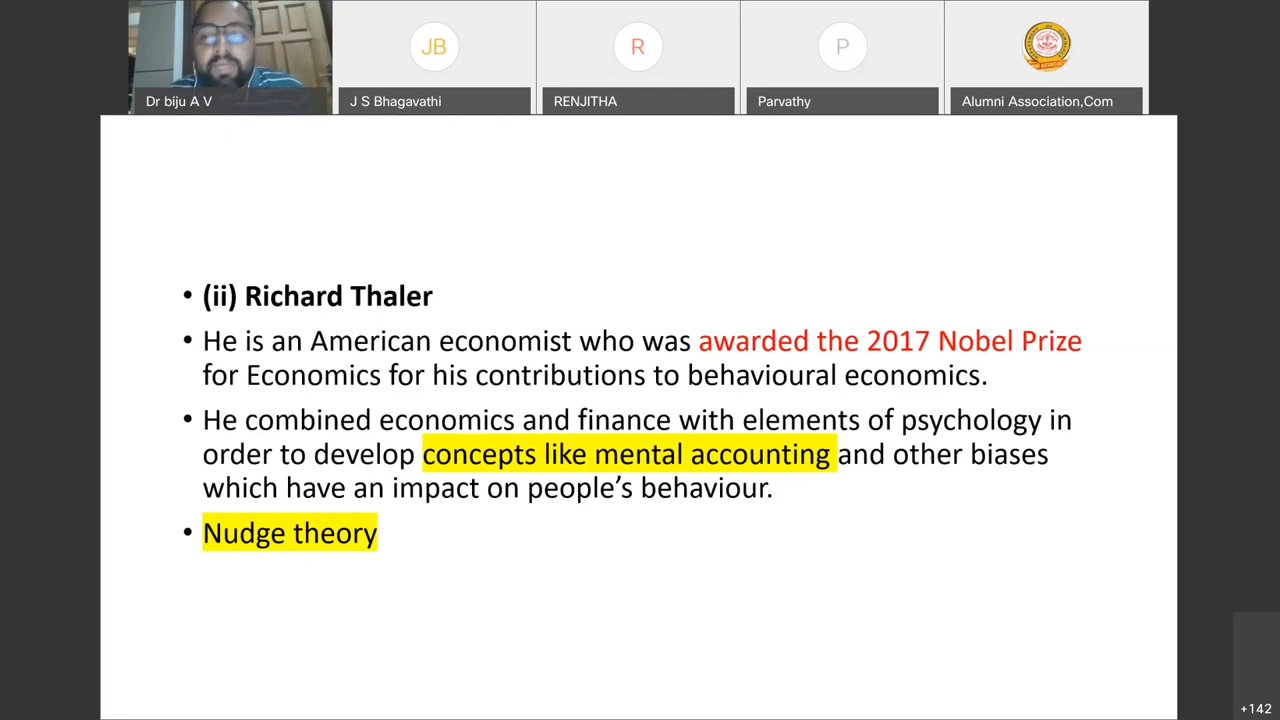 JB
R
P
Dr biju A V
J S Bhagavathi
RENJITHA
Parvathy
Alumni Association,Com
• (ii) Richard Thaler
• He is an American economist who was awarded the 2017 Nobel Prize
for Economics for his contributions to behavioural economics.
• He combined economics and finance with elements of psychology in
order to develop concepts like mental accounting and other biases
which have an impact on people’s behaviour.
• Nudge theory
+142